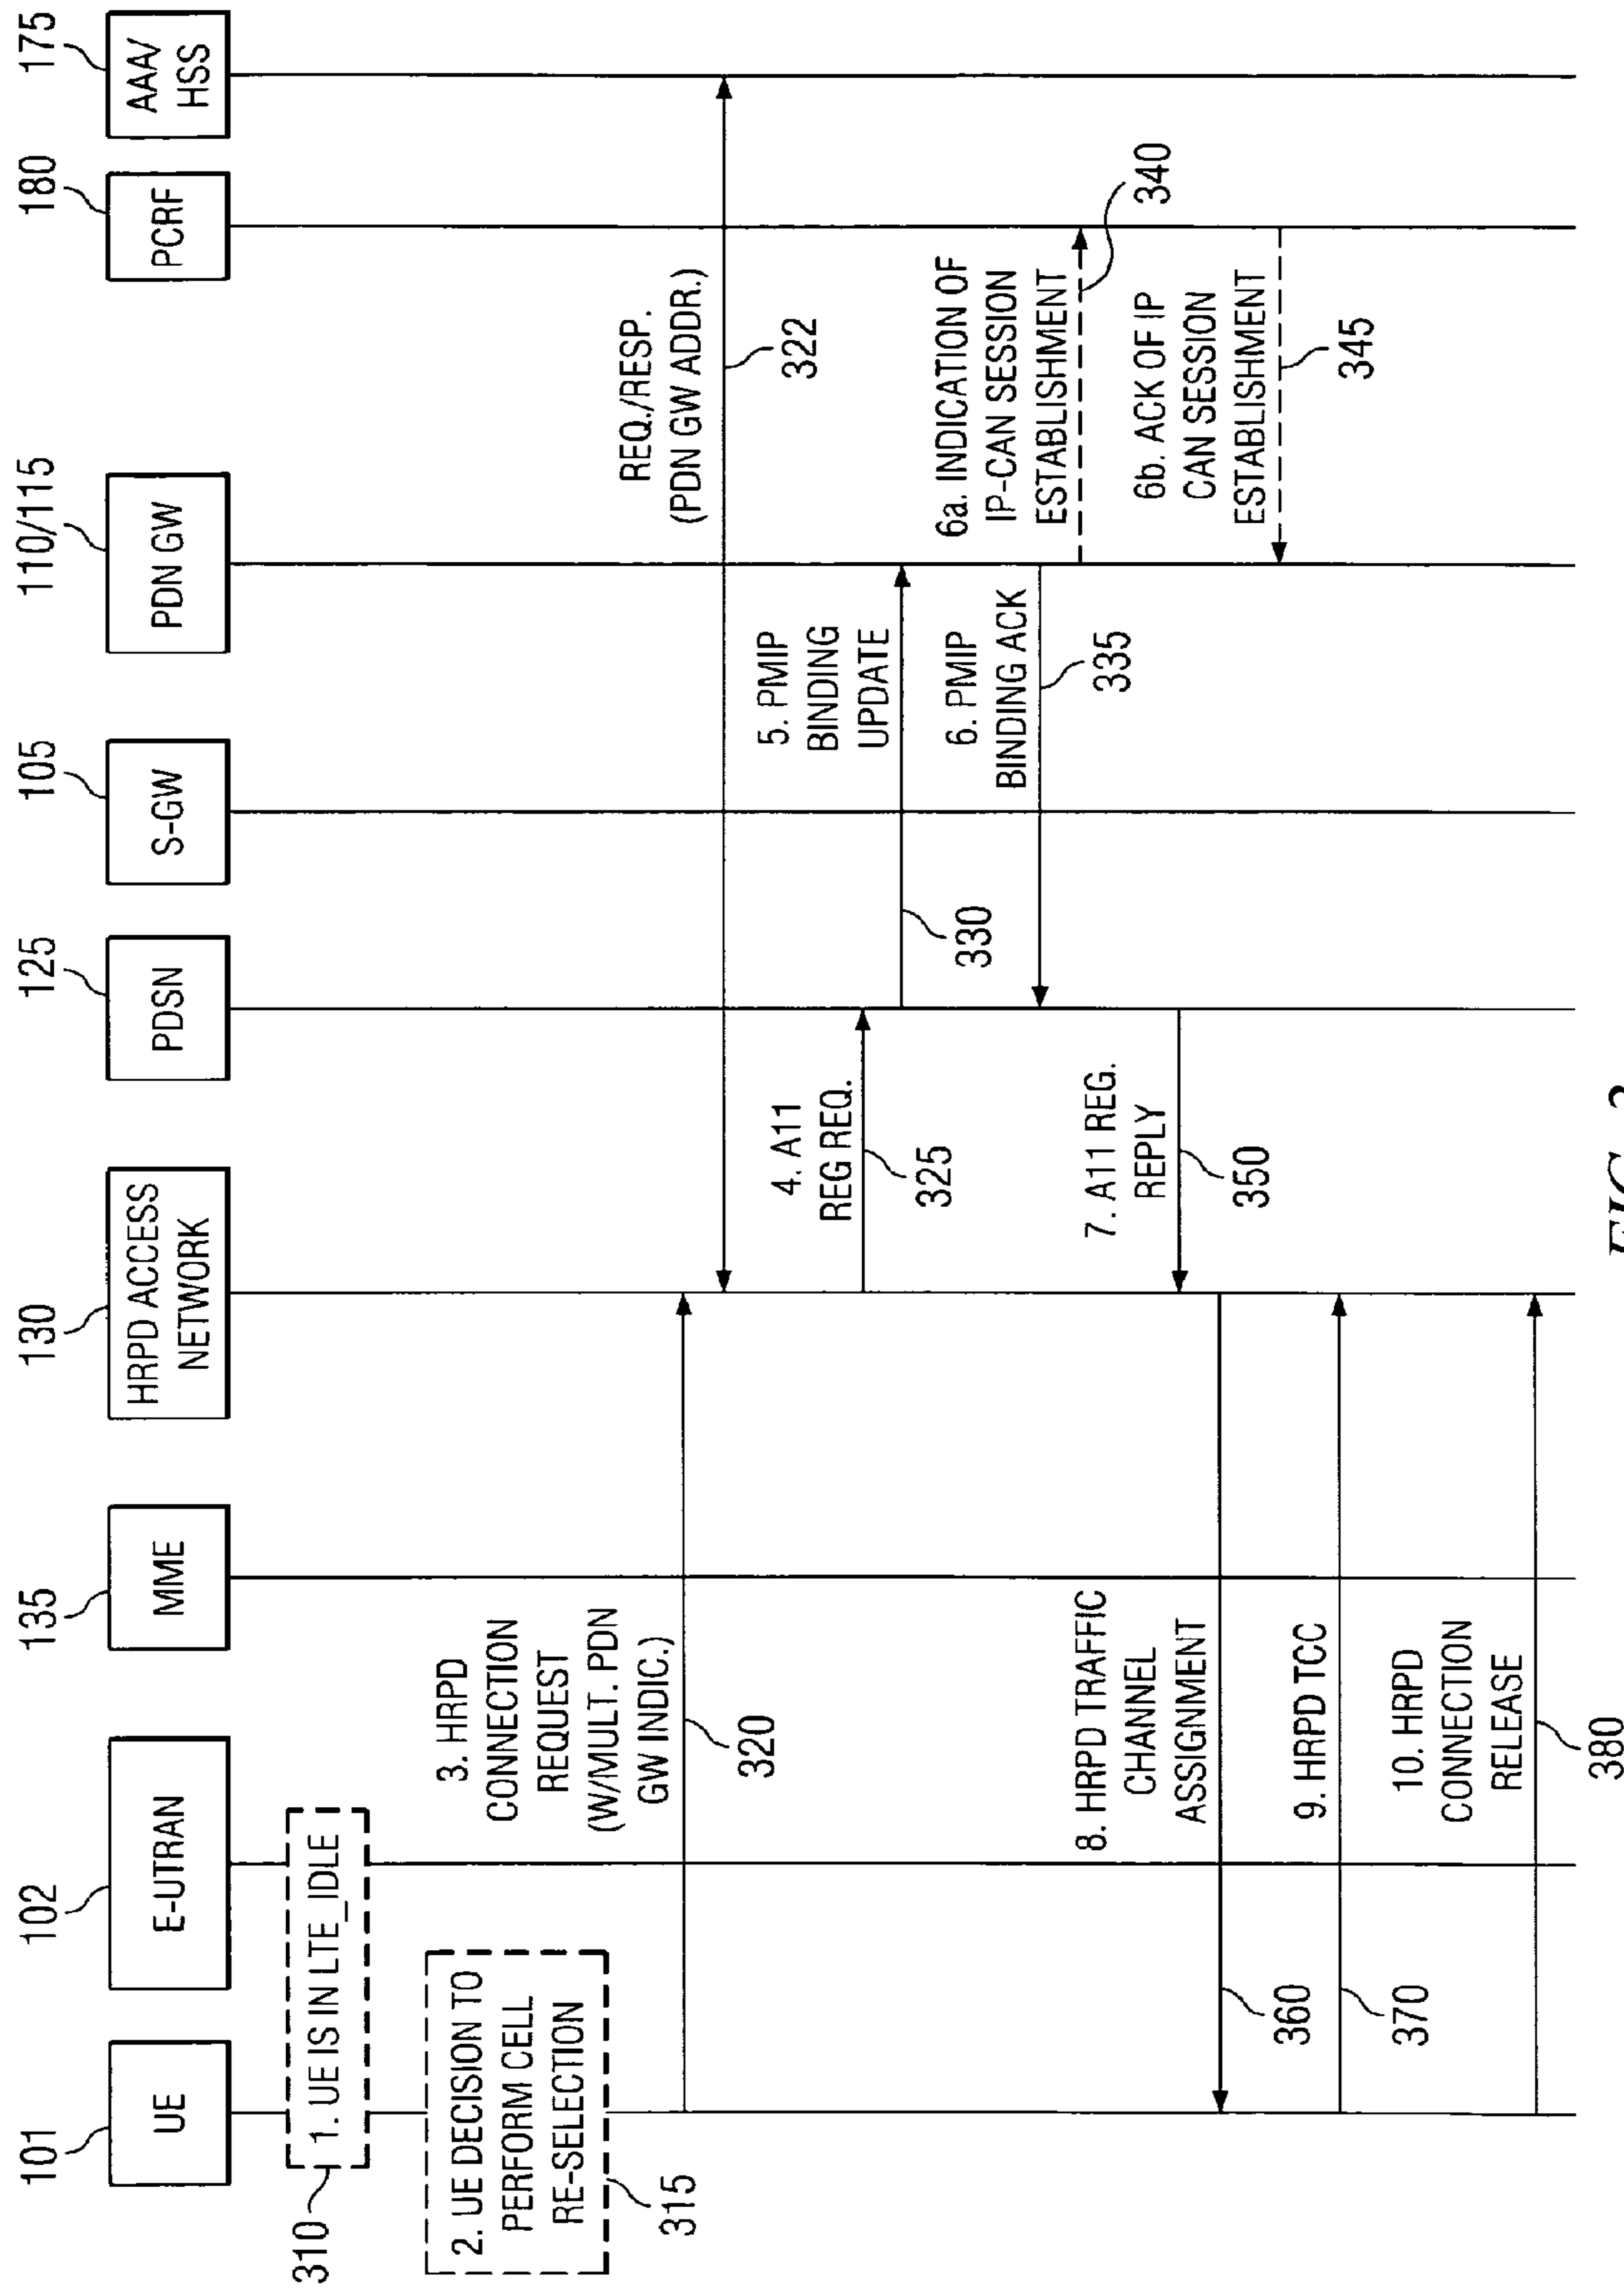 101
102
135
130
125
105
110/115
180
175
UE
E-UTRAN
MME
HRPD ACCESS
NETWORK
PDSN
S-GW
PDN GW
PCRF
AAA/
HSS
310
1. UE IS IN LTE_IDLE
2. UE DECISION TO
PERFORM CELL
RE-SELECTION
315
3. HRPD
CONNECTION
REQUEST
(W/MULT. PDN
GW INDIC.)
320
REQ./RESP.
(PDN GW ADDR.)
322
4. A11
REG REQ.
325
5. PMIP
BINDING
UPDATE
330
6. PMIP
BINDING ACK
335
6a. INDICATION OF
IP-CAN SESSION
ESTABLISHMENT
340
6b. ACK OF IP
CAN SESSION
ESTABLISHMENT
345
7. A11 REG.
REPLY
350
8. HRPD TRAFFIC
CHANNEL
ASSIGNMENT
360
9. HRPD TCC
370
10. HRPD
CONNECTION
RELEASE
380
FIG.